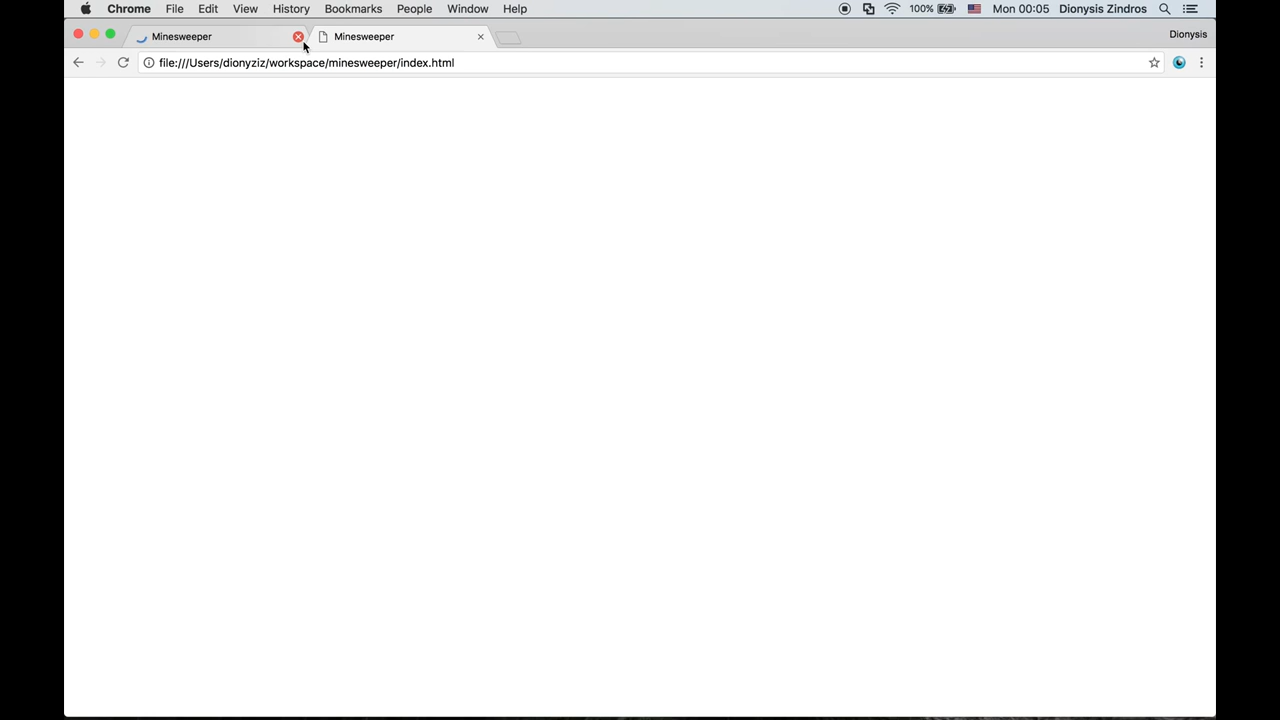 Chrome File Edit View History Bookmarks People Window Help 100% Mon 00:05 Dionysis Zindros
Minesweeper Minesweeper Dionysis
file:///Users/dionyziz/workspace/minesweeper/index.html